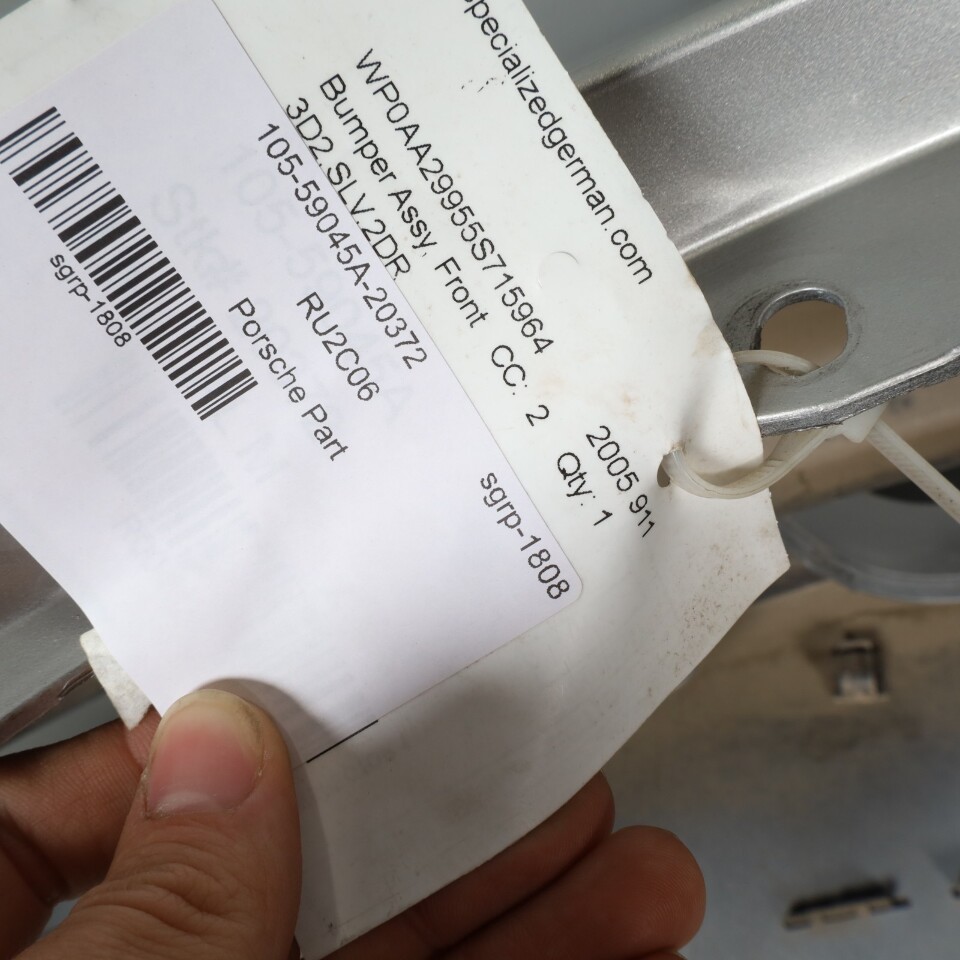 specializedgerman.com
WP0AA29955S715964 2005 911
Bumper Assy, Front CC: 2 Qty: 1
3D2,SLV,2DR
105-59045A-20372
RU2C06 sgrp-1808
Porsche Part
sgrp-1808